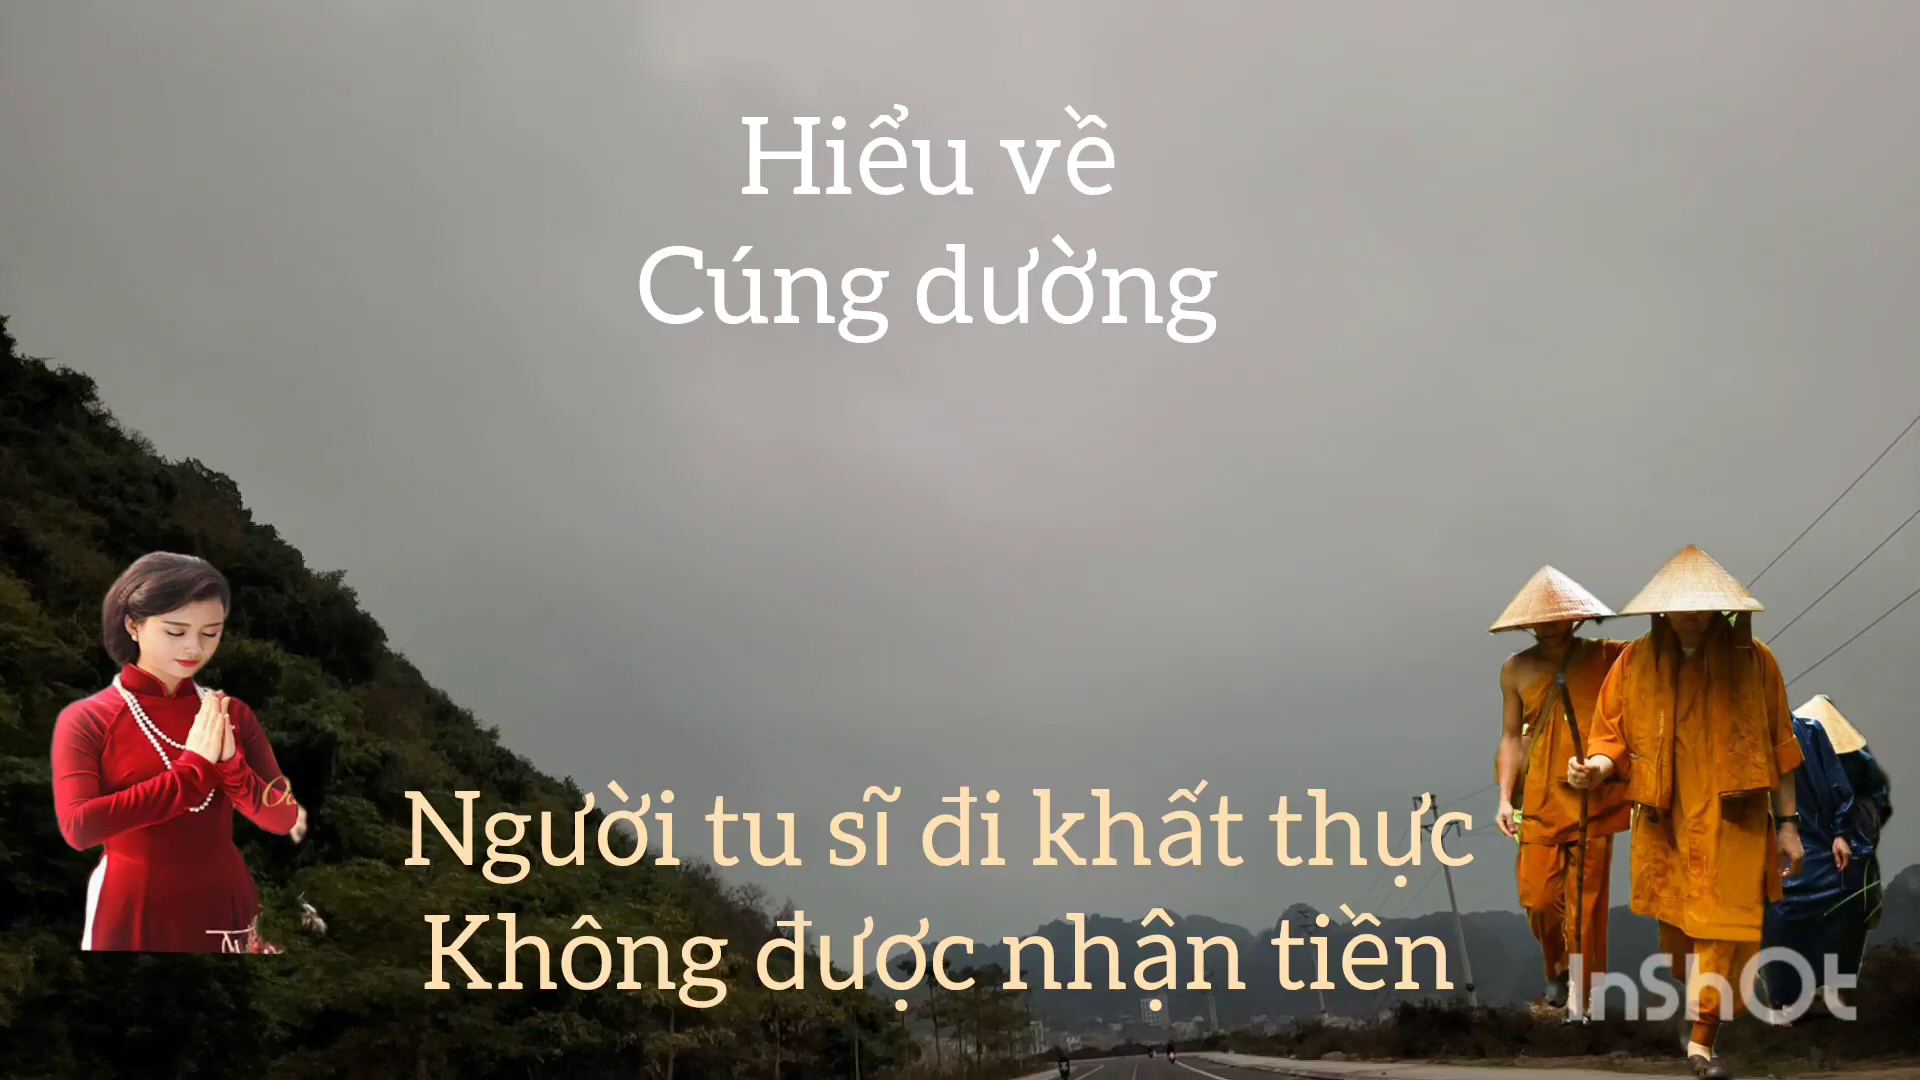 Hiểu về
Cúng dường
Người tu sĩ đi khất thực
Không được nhận tiền
InShOt